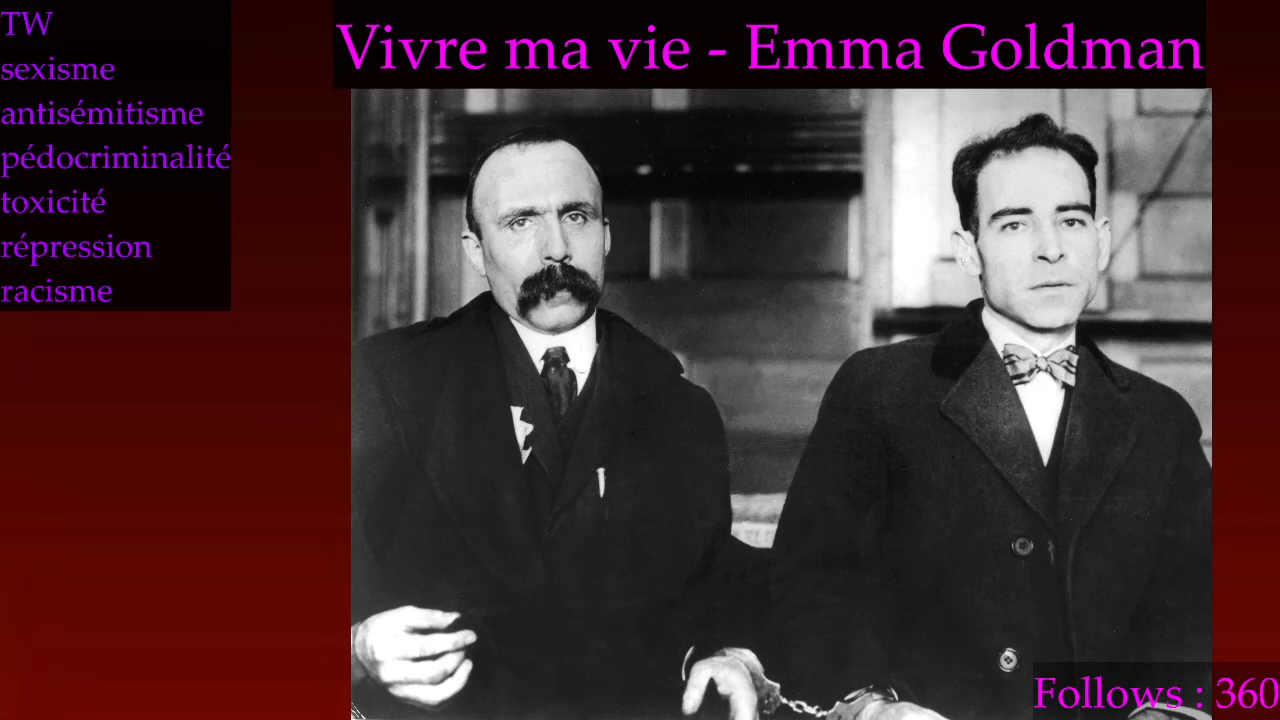 TW
sexisme
antisémitisme
pédocriminalité
toxicité
répression
racisme
Vivre ma vie - Emma Goldman
Follows : 360